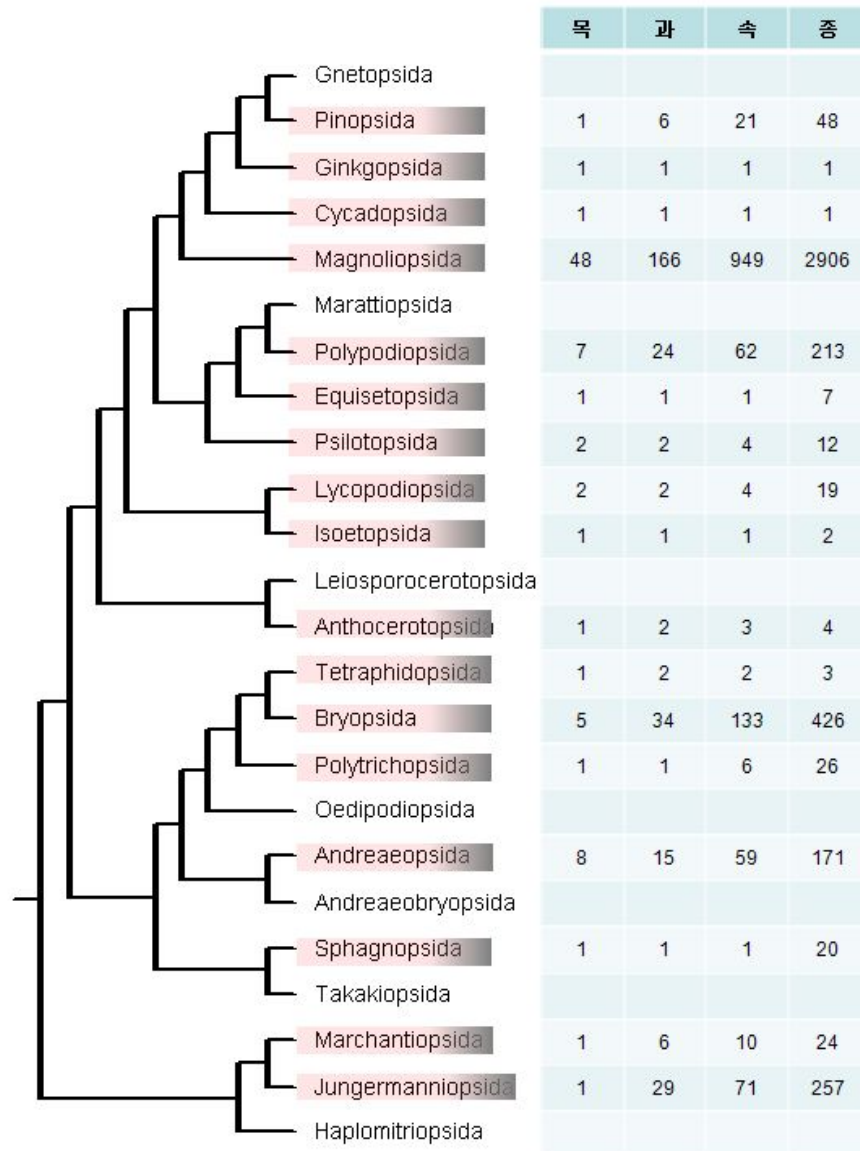 목 과 속 종
Gnetopsida
Pinopsida 1 6 21 48
Ginkgopsida 1 1 1 1
Cycadopsida 1 1 1 1
Magnoliopsida 48 166 949 2906
Marattiopsida
Polypodiopsida 7 24 62 213
Equisetopsida 1 1 1 7
Psilotopsida 2 2 4 12
Lycopodiopsida 2 2 4 19
Isoetopsida 1 1 1 2
Leiosporocerotopsida
Anthocerotopsida 1 2 3 4
Tetraphidopsida 1 2 2 3
Bryopsida 5 34 133 426
Polytrichopsida 1 1 6 26
Oedipodiopsida
Andreaeopsida 8 15 59 171
Andreaeobryopsida
Sphagnopsida 1 1 1 20
Takakiopsida
Marchantiopsida 1 6 10 24
Jungermanniopsida 1 29 71 257
Haplomitriopsida